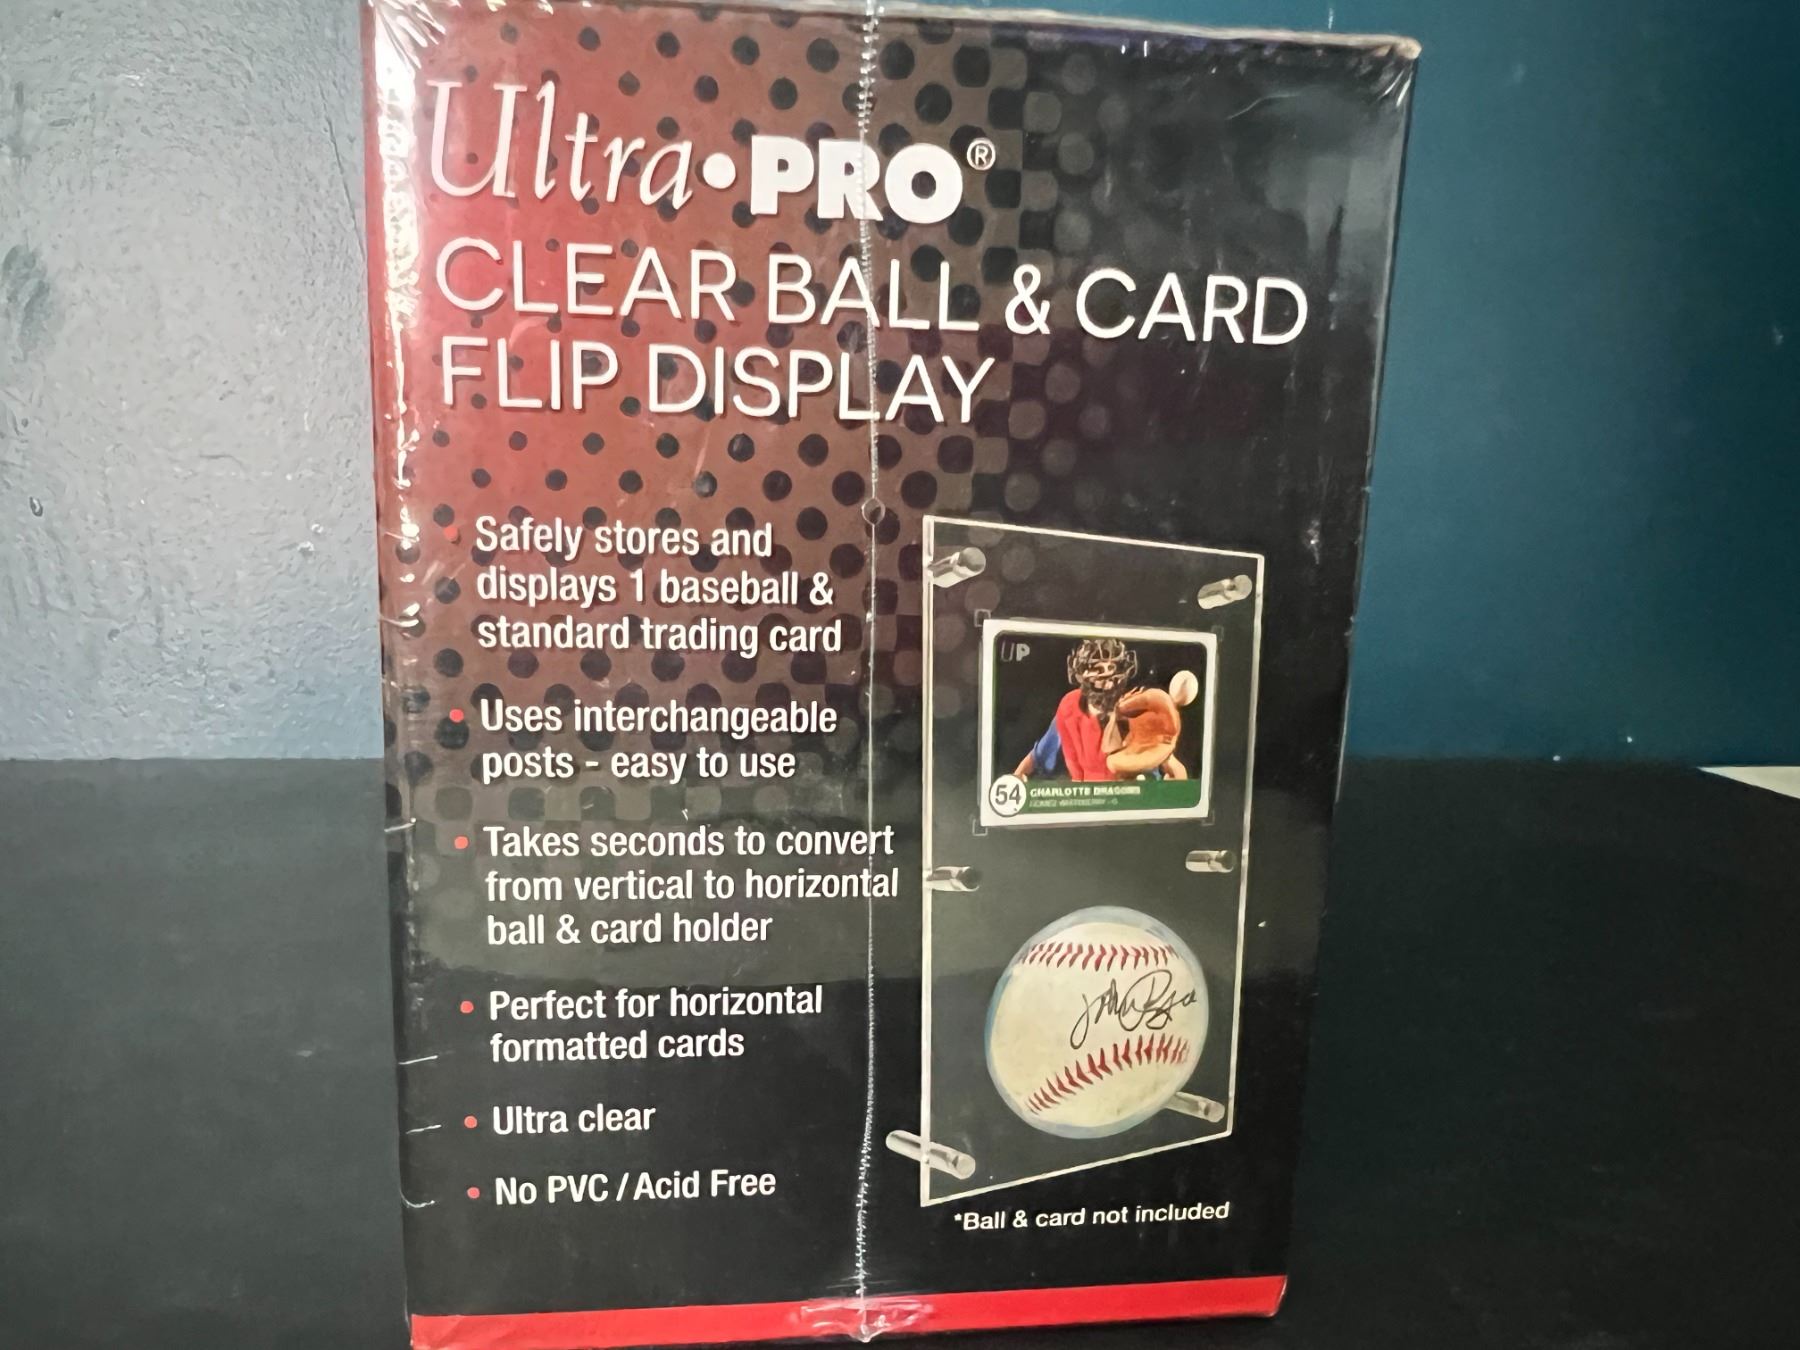 Ultra•PRO®
CLEAR BALL & CARD
FLIP DISPLAY
• Safely stores and
displays 1 baseball &
standard trading card
• Uses interchangeable
posts - easy to use
• Takes seconds to convert
from vertical to horizontal
ball & card holder
• Perfect for horizontal
formatted cards
• Ultra clear
• No PVC / Acid Free
UP
54
CHARLOTTE DRAGONS
*Ball & card not included